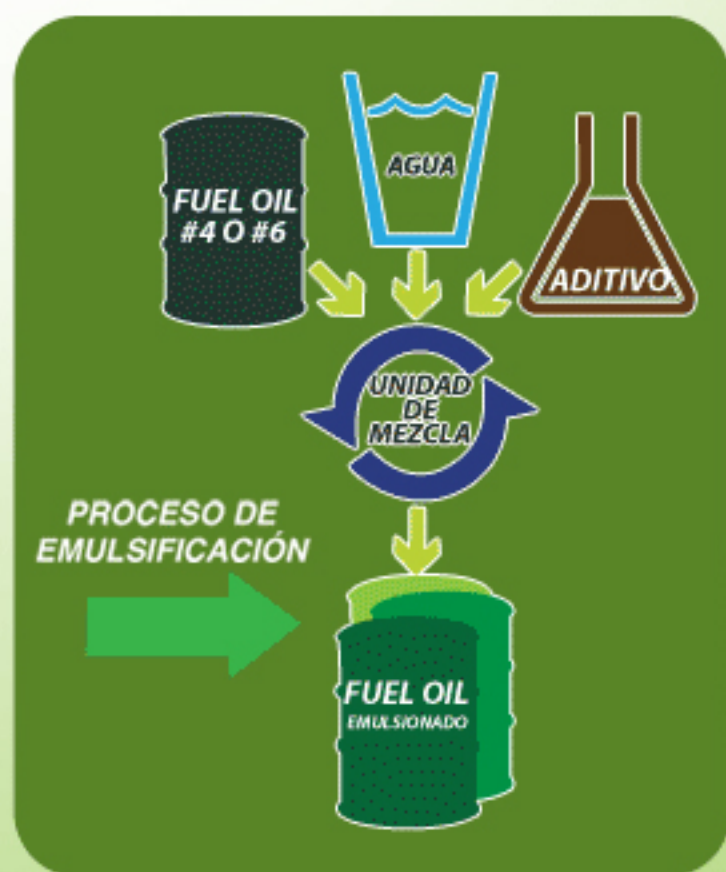 FUEL OIL
#4 O #6
AGUA
ADITIVO
UNIDAD
DE
MEZCLA
PROCESO DE
EMULSIFICACIÓN
FUEL OIL
EMULSIONADO